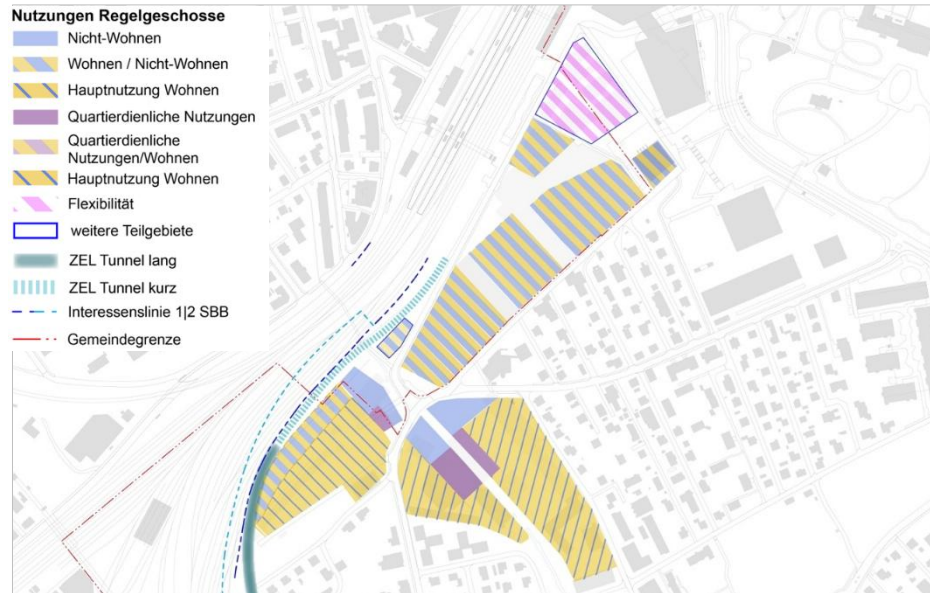 Nutzungen Regelgeschosse
Nicht-Wohnen
Wohnen / Nicht-Wohnen
Hauptnutzung Wohnen
Quartierdienliche Nutzungen
Quartierdienliche
Nutzungen/Wohnen
Hauptnutzung Wohnen
Flexibilität
weitere Teilgebiete
ZEL Tunnel lang
ZEL Tunnel kurz
Interessenslinie 1|2 SBB
Gemeindegrenze